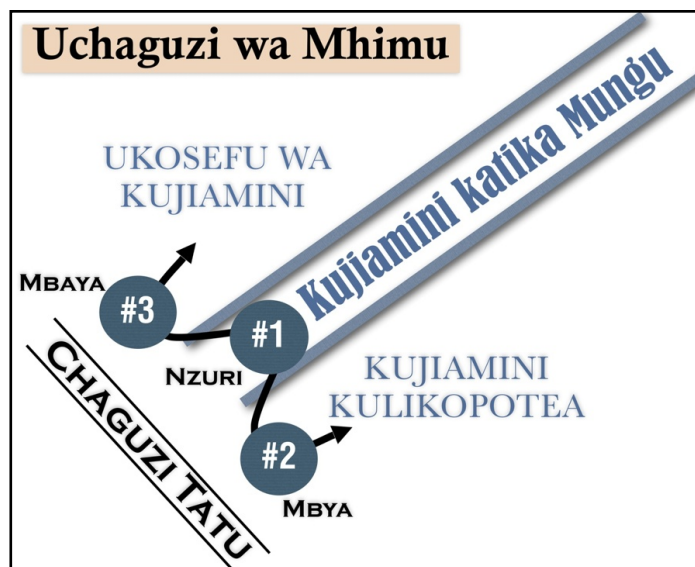 Uchaguzi wa Mhimu
Kujiamini katika Mungu
UKOSEFU WA
KUJIAMINI
MBAYA
#3
#1
NZURI
KUJIAMINI
KULIKOPOTEA
#2
MBYA
CHAGUZI TATU